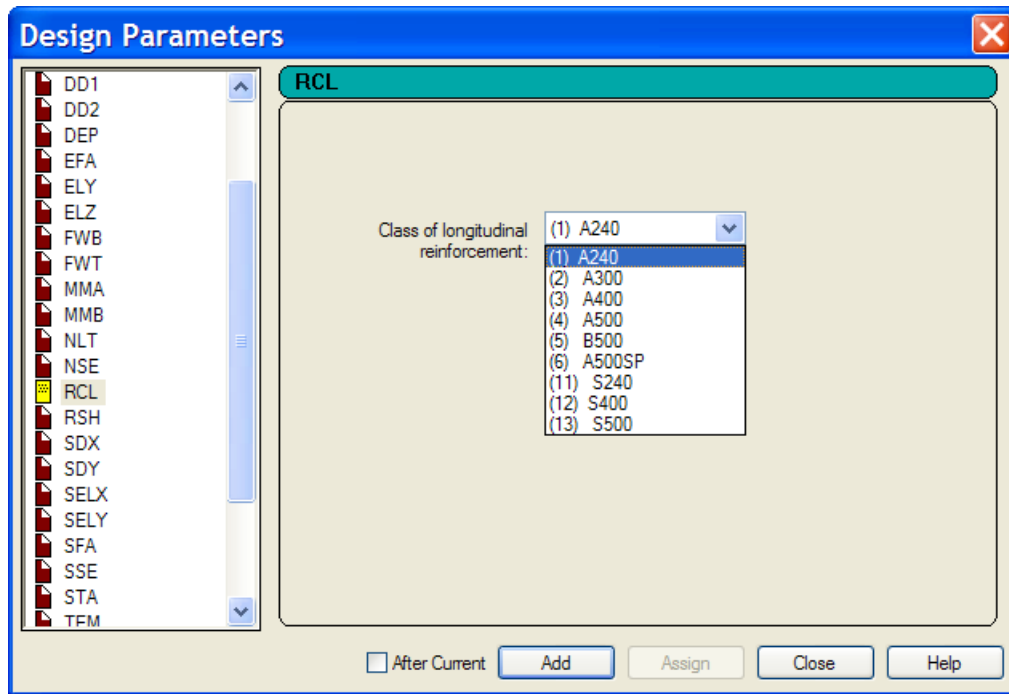 Design Parameters
DD1
DD2
DEP
EFA
ELY
ELZ
FWB
FWT
MMA
MMB
NLT
NSE
RCL
RSH
SDX
SDY
SELX
SELY
SFA
SSE
STA
TEM
RCL
Class of longitudinal
reinforcement:
(1) A240
(1) A240
(2) A300
(3) A400
(4) A500
(5) B500
(6) A500SP
(11) S240
(12) S400
(13) S500
After Current
Add
Assign
Close
Help